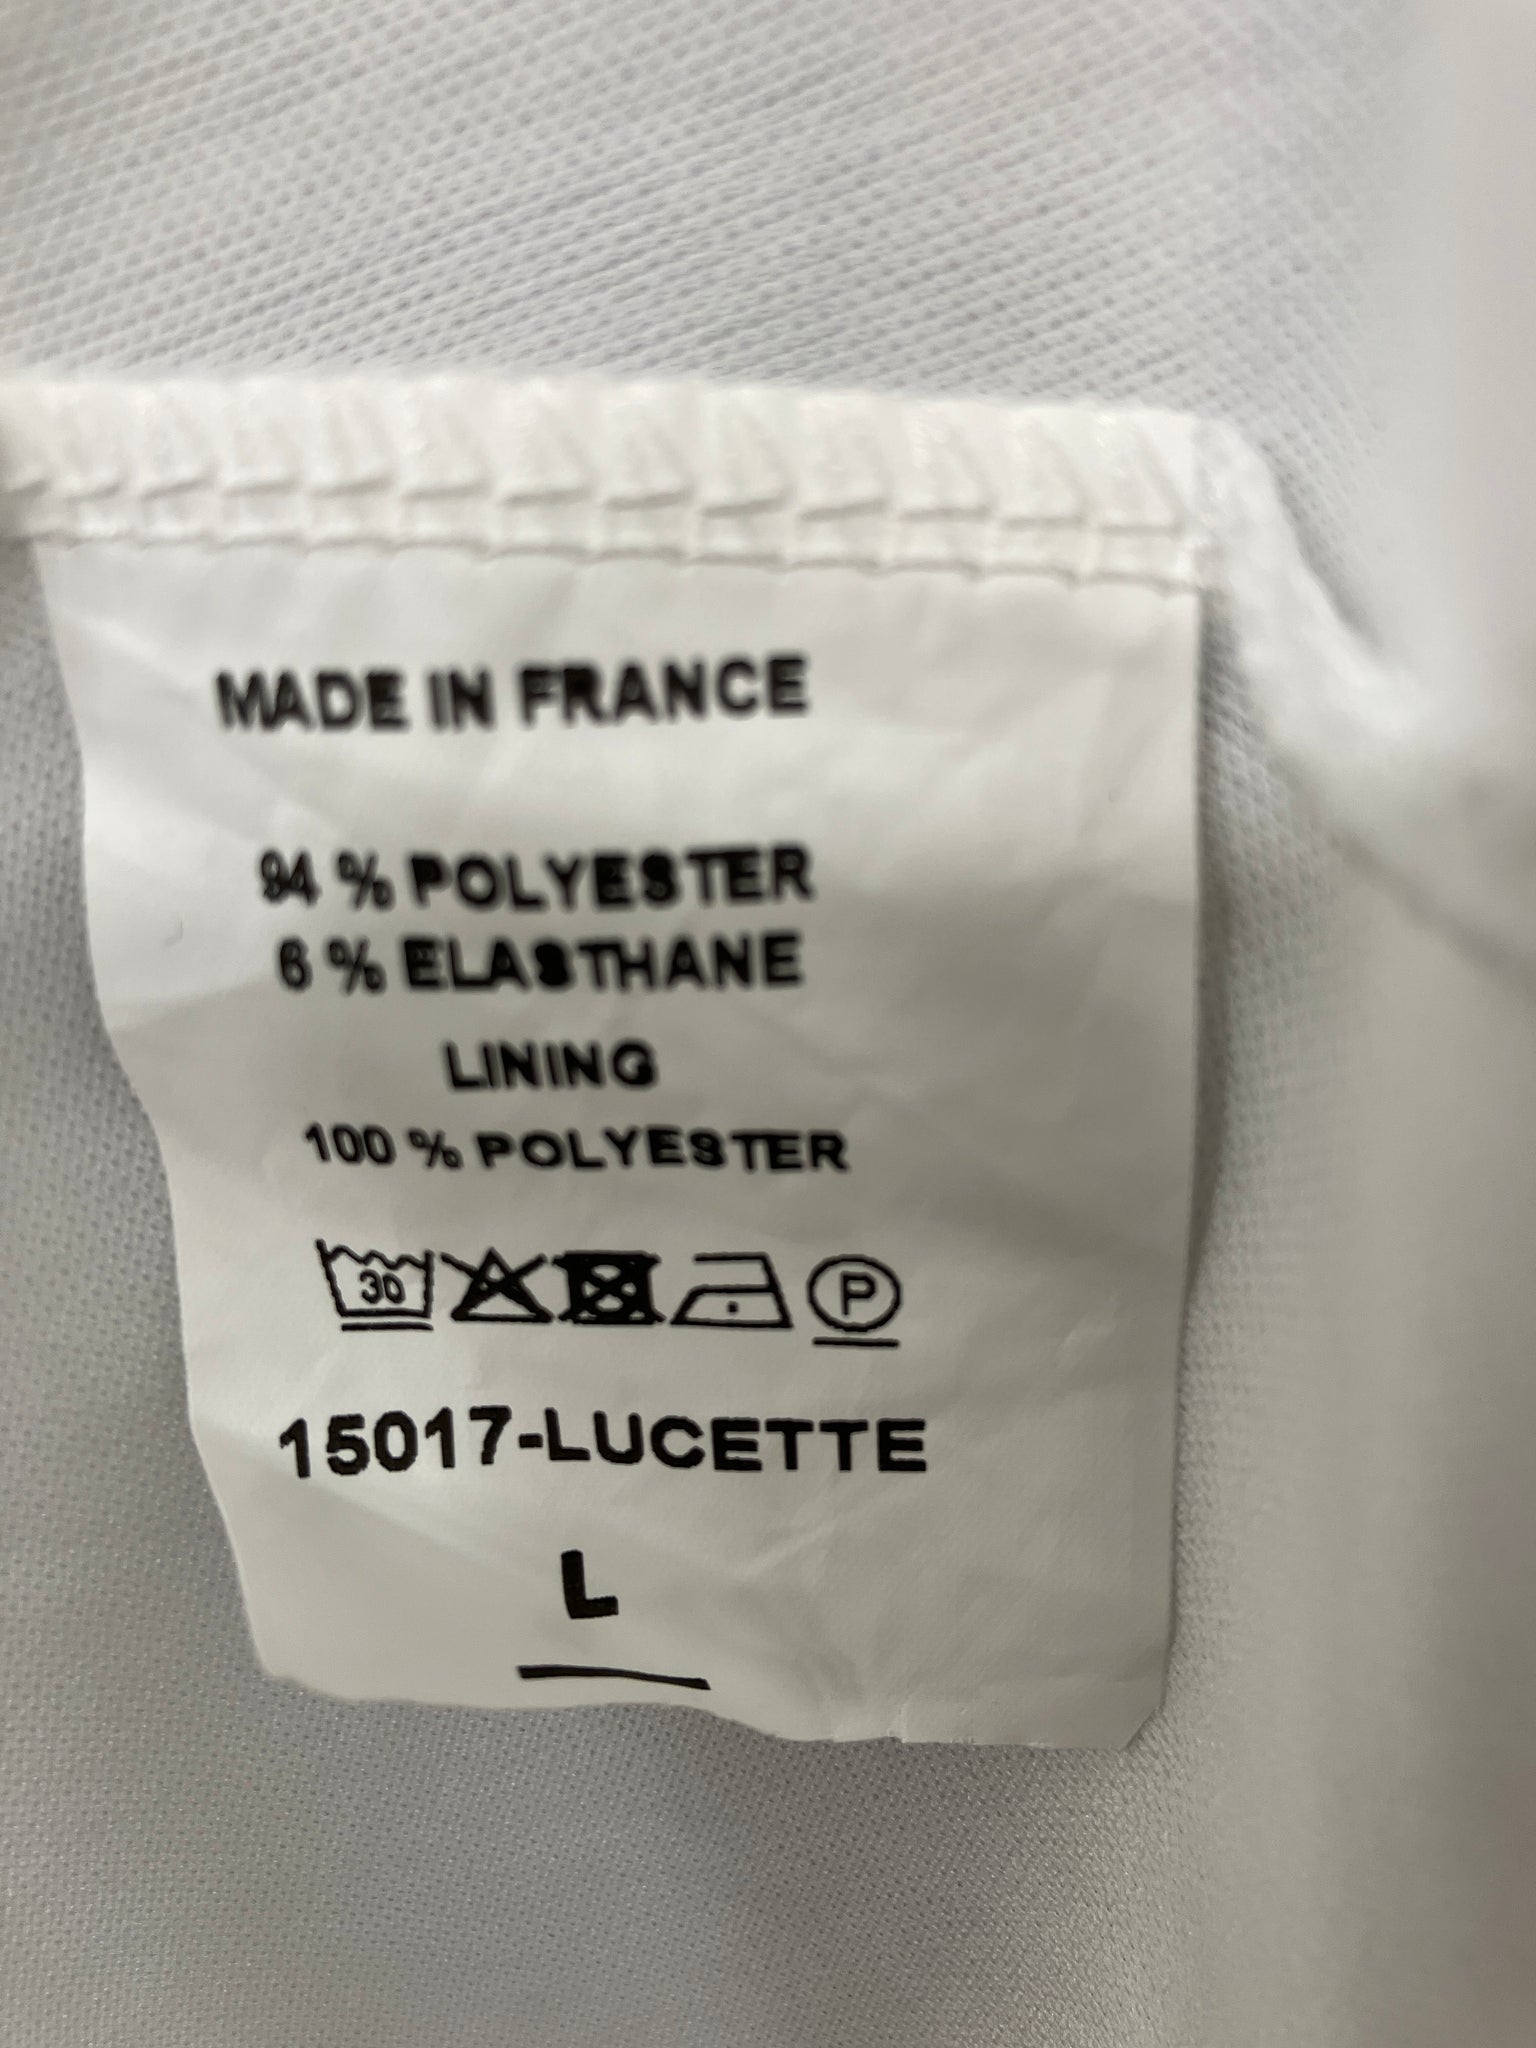 MADE IN FRANCE
94 % POLYESTER
6 % ELASTHANE
LINING
100 % POLYESTER
30 P
15017-LUCETTE
L